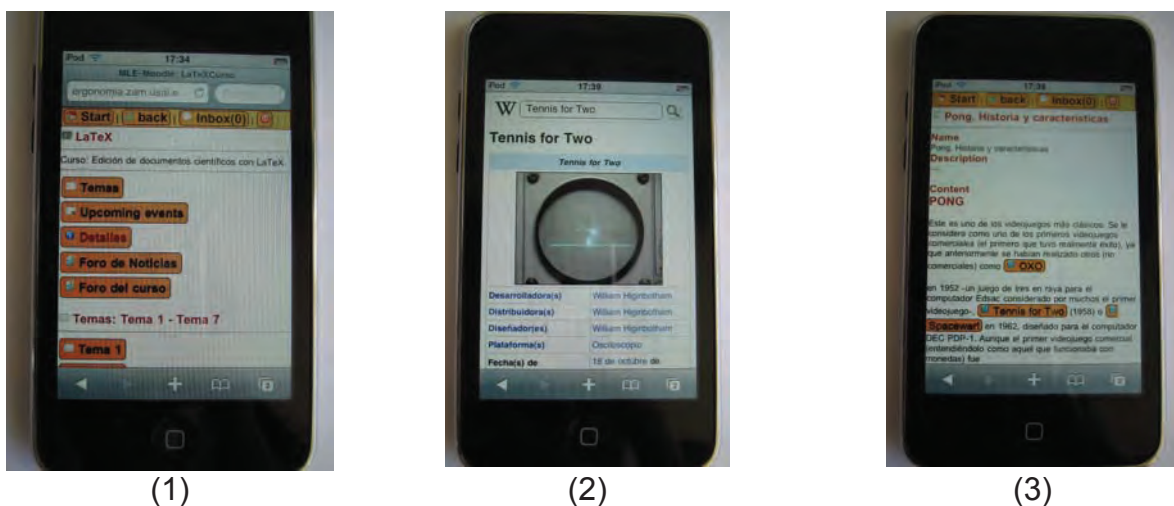 iPod 17:34
MLE-Moodle: LaTeXCurso
ergonomia.zam.usal.e...
Start | back | Inbox(0) |
LaTeX
Curso: Edición de documentos científicos con LaTeX
Temas
Upcoming events
Detalles
Foro de Noticias
Foro del curso
Temas: Tema 1 - Tema 7
Tema 1
2
(1)
iPod 17:39
W Tennis for Two
Tennis for Two
Tennis for Two
Desarrolladora(s) William Higinbotham
Distribuidora(s) William Higinbotham
Diseñador(es) William Higinbotham
Plataforma(s) Osciloscopio
Fecha(s) de 18 de octubre de
2
(2)
iPod 17:38
Start | back | Inbox(0) |
Pong. Historia y características
Name
Pong. Historia y características
Description
Content
PONG
Este es uno de los videojuegos más clásicos. Se le
considera como uno de los primeros videojuegos
comerciales (el primero que tuvo realmente éxito), ya
que anteriormente se habían realizado otros (no
comerciales) como OXO
en 1952 -un juego de tres en raya para el
computador Edsac considerado por muchos el primer
videojuego-, Tennis for Two (1958) o
Spacewar! en 1962, diseñado para el computador
DEC PDP-1. Aunque el primer videojuego comercial
(entendiéndolo como aquel que funcionaba con
monedas) fue
2
(3)